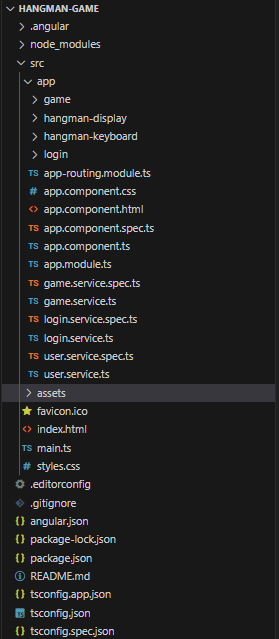 HANGMAN-GAME
.angular
node_modules
src
app
game
hangman-display
hangman-keyboard
login
TS app-routing.module.ts
# app.component.css
<> app.component.html
TS app.component.spec.ts
TS app.component.ts
TS app.module.ts
TS game.service.spec.ts
TS game.service.ts
TS login.service.spec.ts
TS login.service.ts
TS user.service.spec.ts
TS user.service.ts
assets
favicon.ico
<> index.html
TS main.ts
# styles.css
.editorconfig
.gitignore
{} angular.json
{} package-lock.json
{} package.json
README.md
{} tsconfig.app.json
TS tsconfig.json
{} tsconfig.spec.json